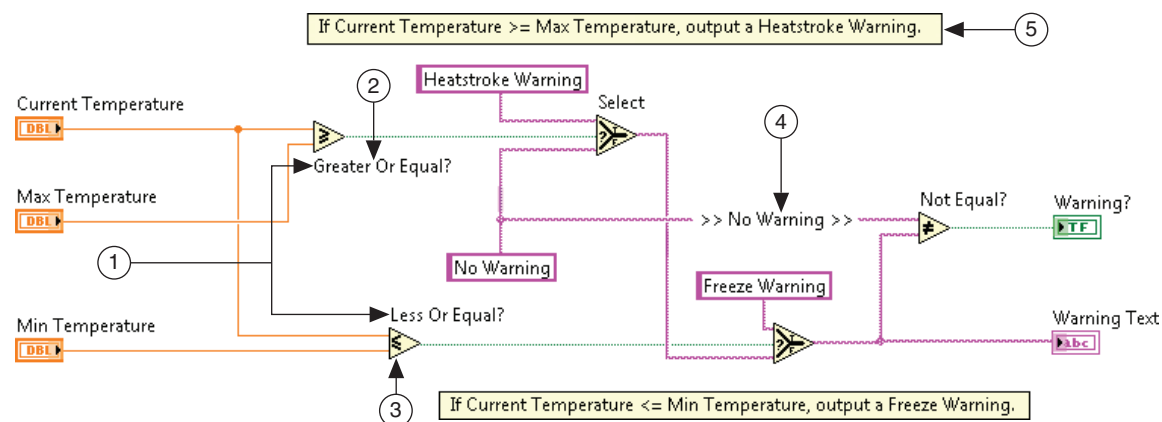 If Current Temperature >= Max Temperature, output a Heatstroke Warning.
5
2
Heatstroke Warning
Current Temperature
DBL
Select
?
T
F
4
≥
Greater Or Equal?
Max Temperature
DBL
>> No Warning >>
Not Equal?
≠
Warning?
TF
1
No Warning
Freeze Warning
Less Or Equal?
Min Temperature
DBL
≤
?
T
F
Warning Text
abc
3
If Current Temperature <= Min Temperature, output a Freeze Warning.